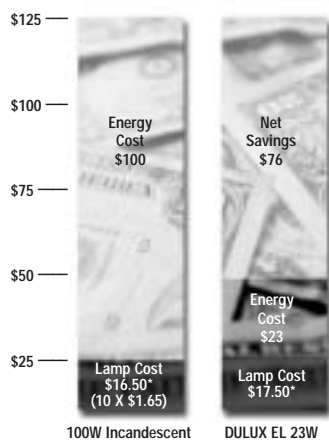 $125
$100
$75
$50
$25
Energy
Cost
$100
Lamp Cost
$16.50*
(10 X $1.65)
100W Incandescent
Net
Savings
$76
Energy
Cost
$23
Lamp Cost
$17.50*
DULUX EL 23W